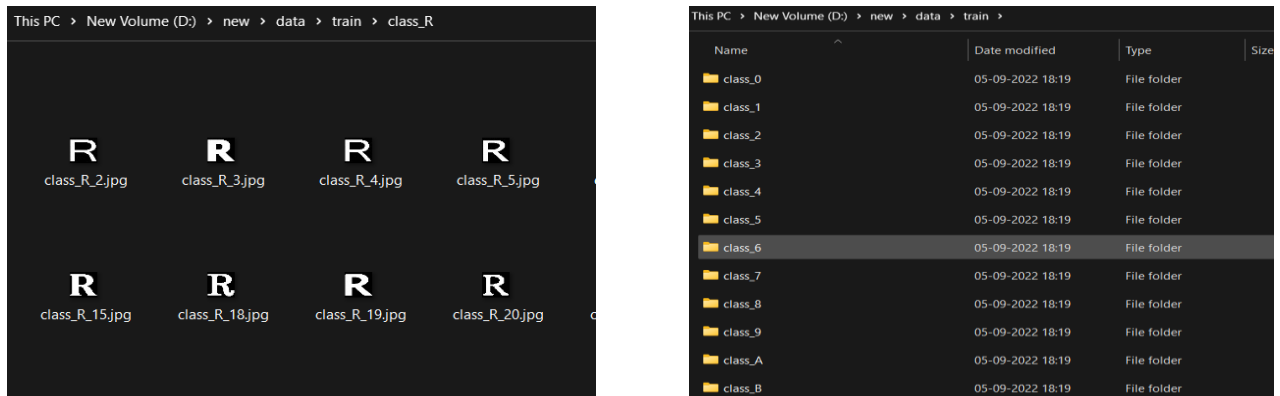 This PC > New Volume (D:) > new > data > train > class_R
R R R R
class_R_2.jpg class_R_3.jpg class_R_4.jpg class_R_5.jpg
R R R R
class_R_15.jpg class_R_18.jpg class_R_19.jpg class_R_20.jpg
This PC > New Volume (D:) > new > data > train >
Name Date modified Type Size
class_0 05-09-2022 18:19 File folder
class_1 05-09-2022 18:19 File folder
class_2 05-09-2022 18:19 File folder
class_3 05-09-2022 18:19 File folder
class_4 05-09-2022 18:19 File folder
class_5 05-09-2022 18:19 File folder
class_6 05-09-2022 18:19 File folder
class_7 05-09-2022 18:19 File folder
class_8 05-09-2022 18:19 File folder
class_9 05-09-2022 18:19 File folder
class_A 05-09-2022 18:19 File folder
class_B 05-09-2022 18:19 File folder